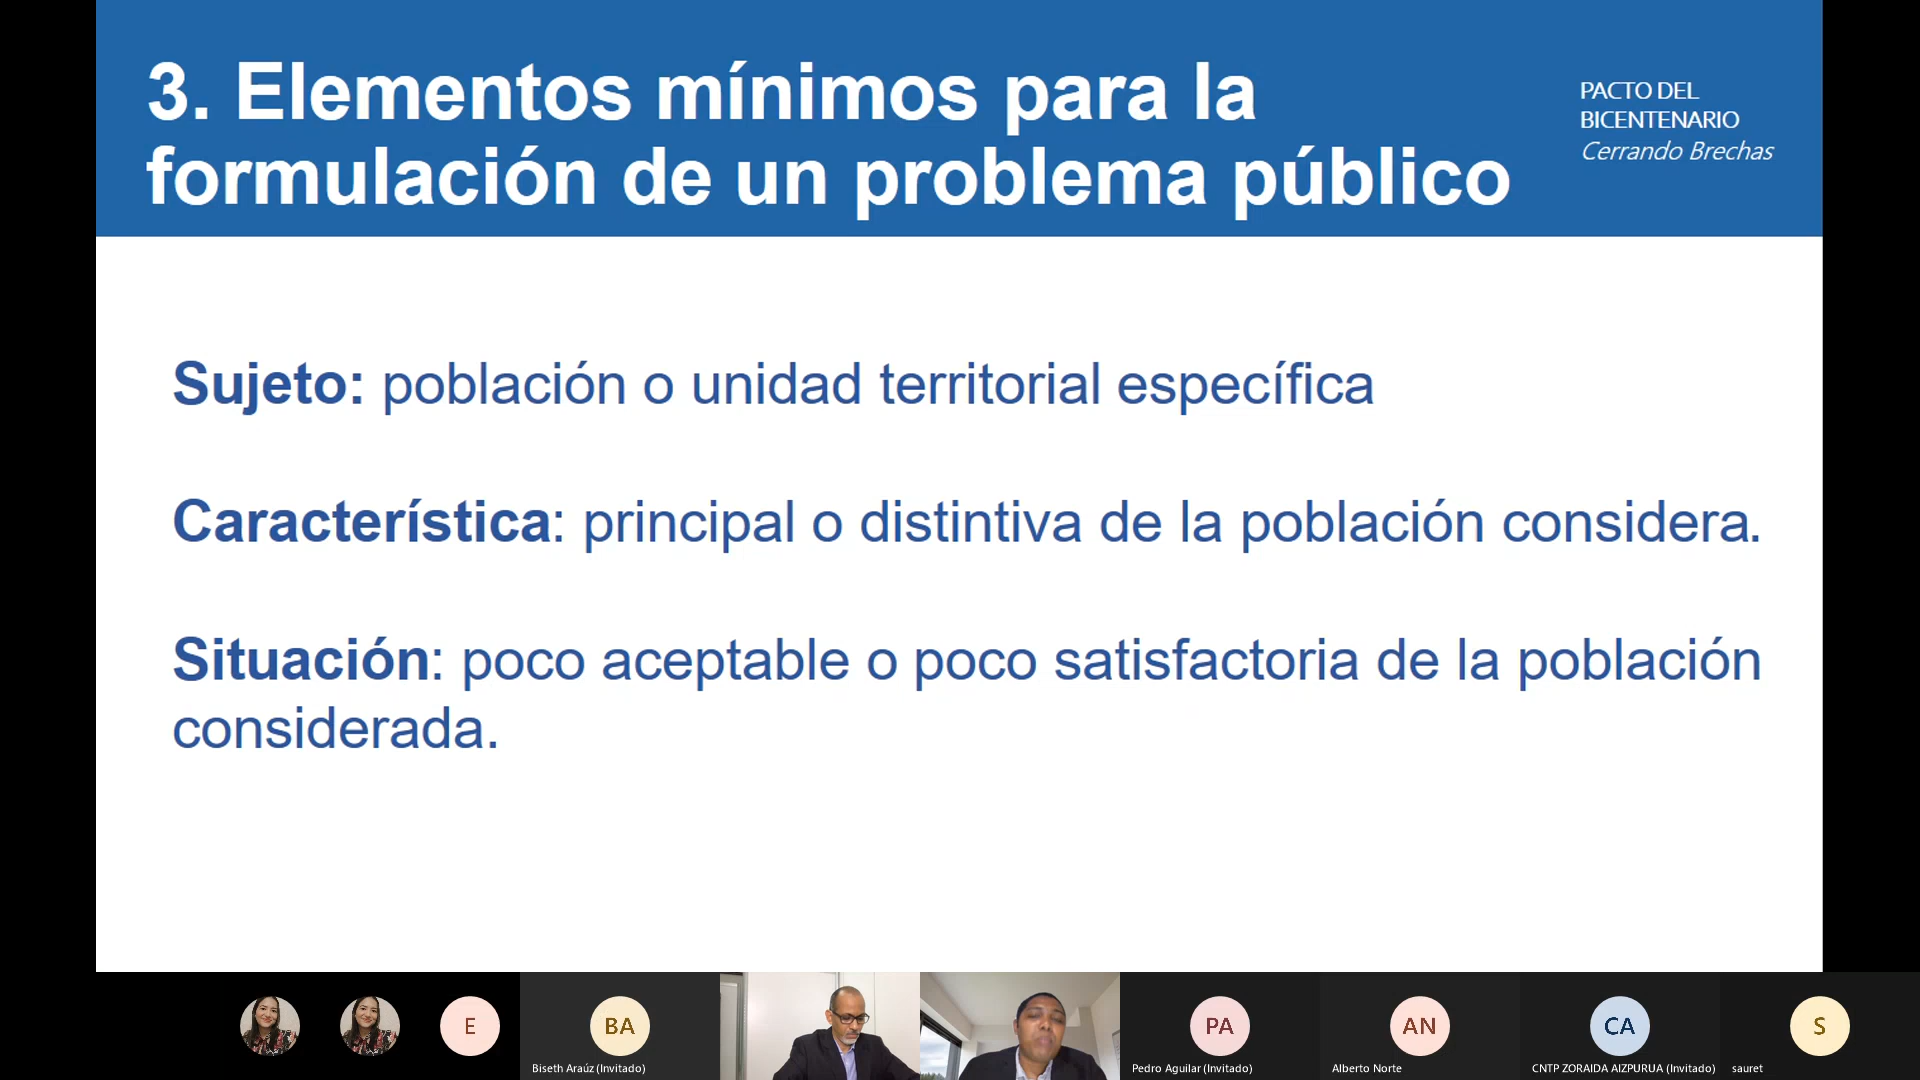 3. Elementos mínimos para la
formulación de un problema público
PACTO DEL
BICENTENARIO
Cerrando Brechas
Sujeto: población o unidad territorial específica
Característica: principal o distintiva de la población considera.
Situación: poco aceptable o poco satisfactoria de la población
considerada.
E
BA
PA
AN
CA
S
Biseth Araúz (Invitado)
Pedro Aguilar (Invitado)
Alberto Norte
CNTP ZORAIDA AIZPURUA (Invitado)
sauret